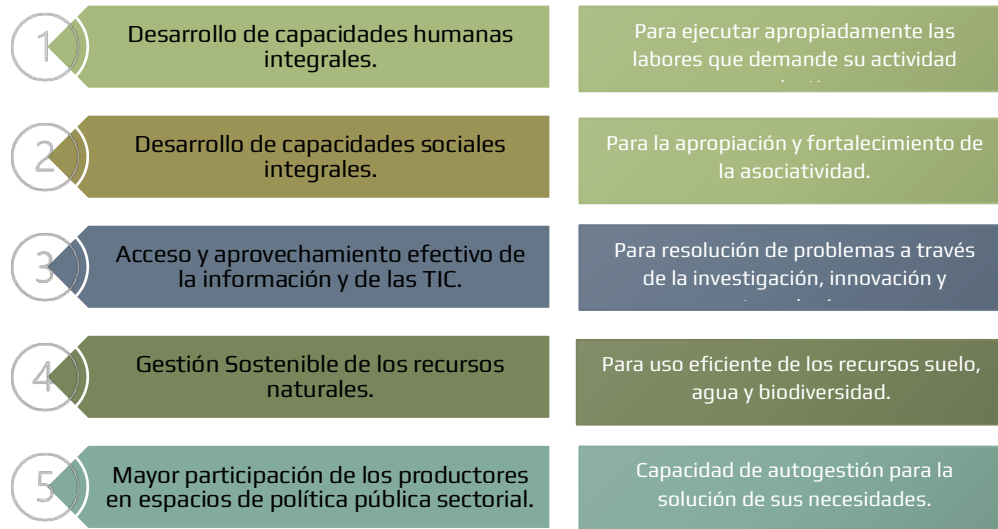 1
Desarrollo de capacidades humanas
integrales.
Para ejecutar apropiadamente las
labores que demande su actividad
2
Desarrollo de capacidades sociales
integrales.
Para la apropiación y fortalecimiento de
la asociatividad.
3
Acceso y aprovechamiento efectivo de
la información y de las TIC.
Para resolución de problemas a través
de la investigación, innovación y
4
Gestión Sostenible de los recursos
naturales.
Para uso eficiente de los recursos suelo,
agua y biodiversidad.
5
Mayor participación de los productores
en espacios de política pública sectorial.
Capacidad de autogestión para la
solución de sus necesidades.